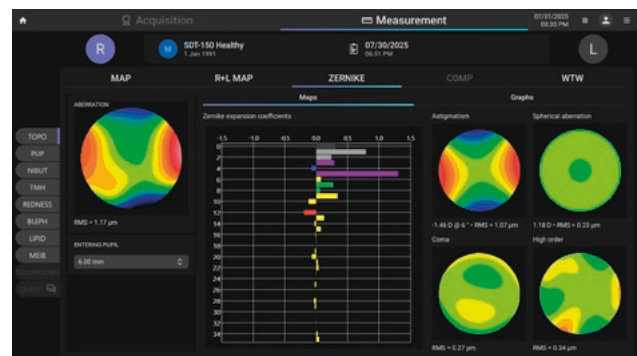 Acquisition
Measurement
07/31/2025
03:35 PM
R
M
SDT-150 Healthy
1 Jan 1991
07/30/2025
06:51 PM
L
MAP
R+L MAP
ZERNIKE
COMP
WTW
Maps
Graphs
ABERRATION
Zernike expansion coefficients
Astigmatism
Spherical aberration
-1.5 -1.0 -0.5 0.0 0.5 1.0 1.5
0
2
4
6
8
10
12
14
16
18
20
22
24
26
28
30
32
34
TOPO
PUP
NIBUT
TMH
REDNESS
BLEPH
LIPID
MEIB
QUEST
RMS = 1.17 μm
ENTERING PUPIL
6.00 mm
-1.46 D @ 6 ° • RMS = 1.07 μm
1.18 D • RMS = 0.23 μm
Coma
High order
RMS = 0.27 μm
RMS = 0.34 μm